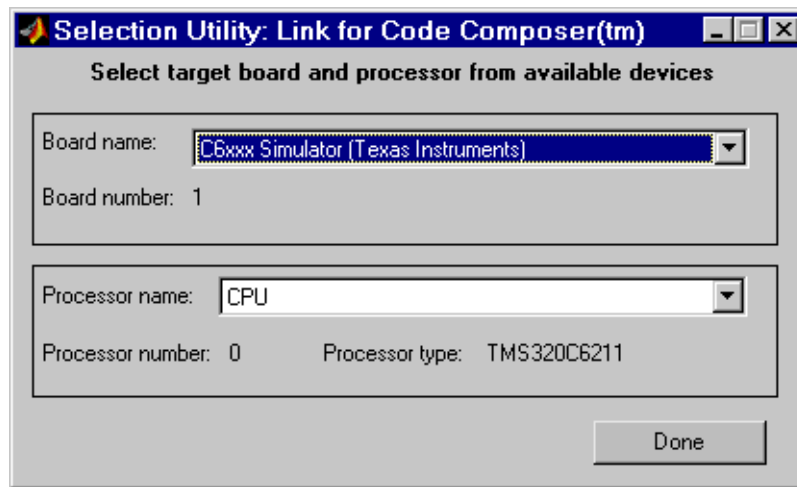 Selection Utility: Link for Code Composer(tm)
Select target board and processor from available devices
Board name: C6xxx Simulator (Texas Instruments)
Board number: 1
Processor name: CPU
Processor number: 0 Processor type: TMS320C6211
Done